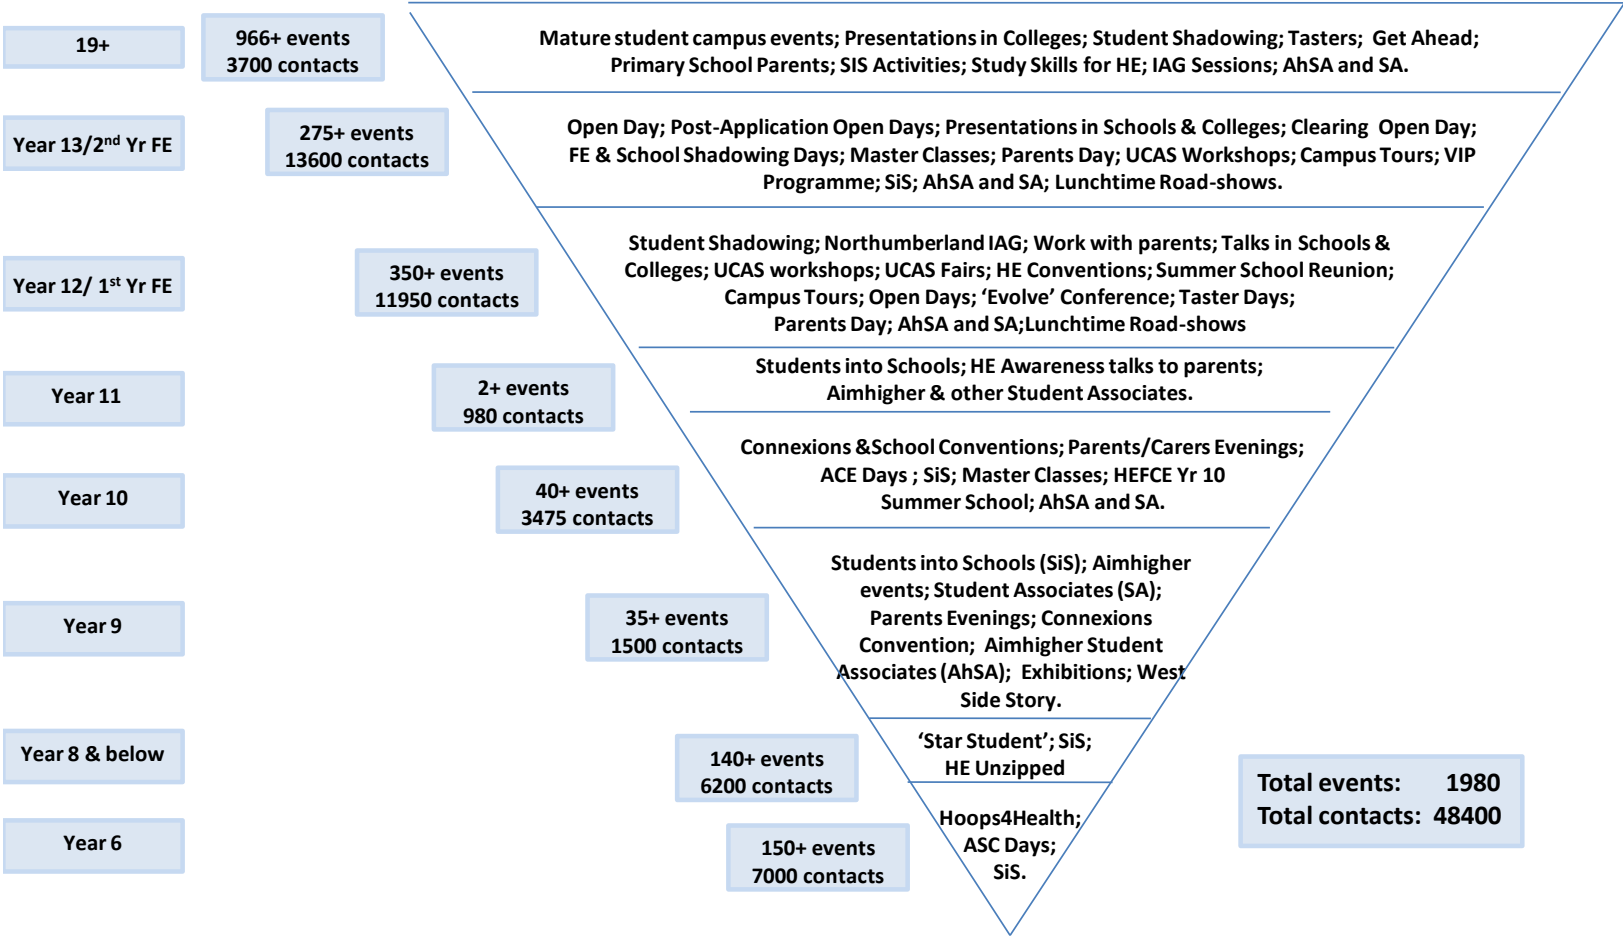 19+
966+ events
3700 contacts
Mature student campus events; Presentations in Colleges; Student Shadowing; Tasters; Get Ahead;
Primary School Parents; SIS Activities; Study Skills for HE; IAG Sessions; AhSA and SA.
Year 13/2nd Yr FE
275+ events
13600 contacts
Open Day; Post-Application Open Days; Presentations in Schools & Colleges; Clearing Open Day;
FE & School Shadowing Days; Master Classes; Parents Day; UCAS Workshops; Campus Tours; VIP
Programme; SiS; AhSA and SA; Lunchtime Road-shows.
Year 12/ 1st Yr FE
350+ events
11950 contacts
Student Shadowing; Northumberland IAG; Work with parents; Talks in Schools &
Colleges; UCAS workshops; UCAS Fairs; HE Conventions; Summer School Reunion;
Campus Tours; Open Days; ‘Evolve’ Conference; Taster Days;
Parents Day; AhSA and SA;Lunchtime Road-shows
Year 11
2+ events
980 contacts
Students into Schools; HE Awareness talks to parents;
Aimhigher & other Student Associates.
Year 10
40+ events
3475 contacts
Connexions &School Conventions; Parents/Carers Evenings;
ACE Days ; SiS; Master Classes; HEFCE Yr 10
Summer School; AhSA and SA.
Year 9
35+ events
1500 contacts
Students into Schools (SiS); Aimhigher
events; Student Associates (SA);
Parents Evenings; Connexions
Convention; Aimhigher Student
Associates (AhSA); Exhibitions; West
Side Story.
Year 8 & below
140+ events
6200 contacts
‘Star Student’; SiS;
HE Unzipped
Year 6
150+ events
7000 contacts
Hoops4Health;
ASC Days;
SiS.
Total events: 1980
Total contacts: 48400